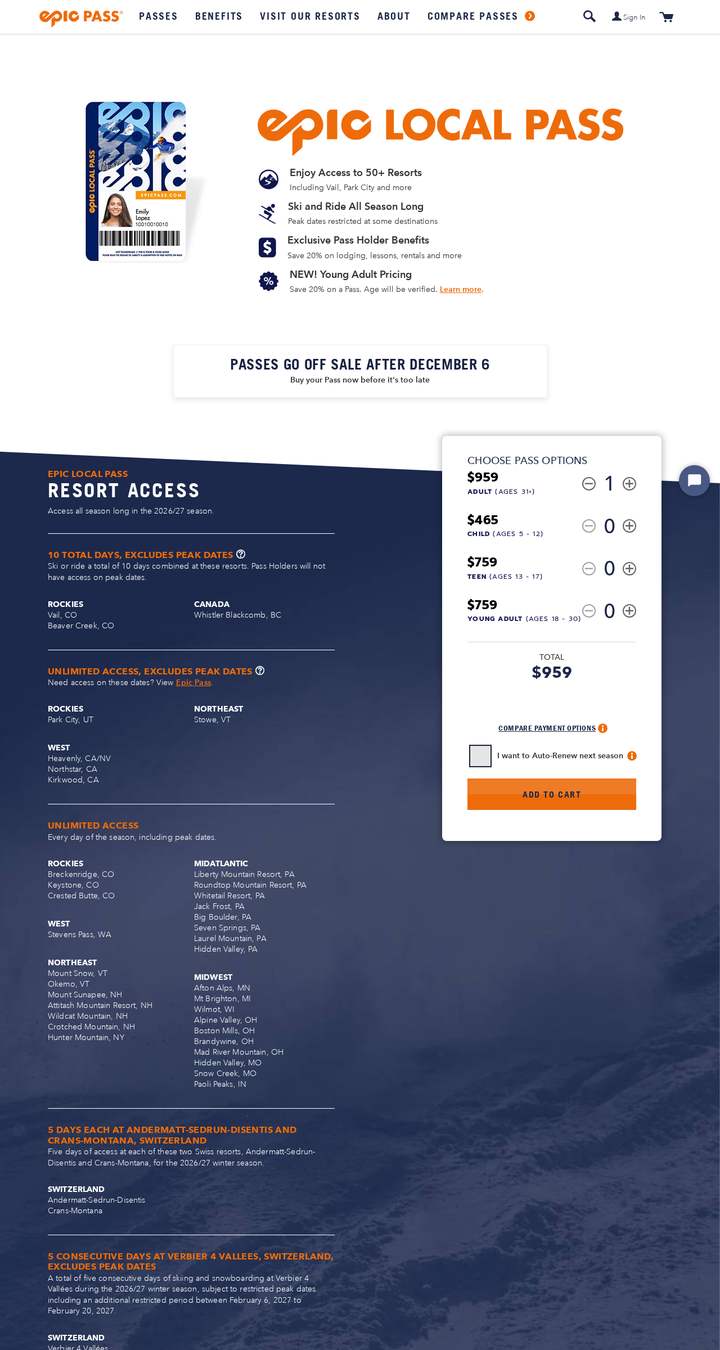 epic PASS
PASSES
BENEFITS
VISIT OUR RESORTS
ABOUT
COMPARE PASSES
Sign In
epic LOCAL PASS
EPICPASS.COM
Emily
Lopez
10010010010
epic LOCAL PASS
Enjoy Access to 50+ Resorts
Including Vail, Park City and more
Ski and Ride All Season Long
Peak dates restricted at some destinations
Exclusive Pass Holder Benefits
Save 20% on lodging, lessons, rentals and more
NEW! Young Adult Pricing
Save 20% on a Pass. Age will be verified. Learn more.
PASSES GO OFF SALE AFTER DECEMBER 6
Buy your Pass now before it's too late
EPIC LOCAL PASS
RESORT ACCESS
Access all season long in the 2026/27 season.
10 TOTAL DAYS, EXCLUDES PEAK DATES
Ski or ride a total of 10 days combined at these resorts. Pass Holders will not
have access on peak dates.
ROCKIES
Vail, CO
Beaver Creek, CO
CANADA
Whistler Blackcomb, BC
UNLIMITED ACCESS, EXCLUDES PEAK DATES
Need access on these dates? View Epic Pass.
ROCKIES
Park City, UT
NORTHEAST
Stowe, VT
WEST
Heavenly, CA/NV
Northstar, CA
Kirkwood, CA
UNLIMITED ACCESS
Every day of the season, including peak dates.
ROCKIES
Breckenridge, CO
Keystone, CO
Crested Butte, CO
WEST
Stevens Pass, WA
NORTHEAST
Mount Snow, VT
Okemo, VT
Mount Sunapee, NH
Attitash Mountain Resort, NH
Wildcat Mountain, NH
Crotched Mountain, NH
Hunter Mountain, NY
MIDATLANTIC
Liberty Mountain Resort, PA
Roundtop Mountain Resort, PA
Whitetail Resort, PA
Jack Frost, PA
Big Boulder, PA
Seven Springs, PA
Laurel Mountain, PA
Hidden Valley, PA
MIDWEST
Afton Alps, MN
Mt Brighton, MI
Wilmot, WI
Alpine Valley, OH
Boston Mills, OH
Brandywine, OH
Mad River Mountain, OH
Hidden Valley, MO
Snow Creek, MO
Paoli Peaks, IN
5 DAYS EACH AT ANDERMATT-SEDRUN-DISENTIS AND
CRANS-MONTANA, SWITZERLAND
Five days of access at each of these two Swiss resorts, Andermatt-Sedrun-
Disentis and Crans-Montana, for the 2026/27 winter season.
SWITZERLAND
Andermatt-Sedrun-Disentis
Crans-Montana
5 CONSECUTIVE DAYS AT VERBIER 4 VALLEES, SWITZERLAND,
EXCLUDES PEAK DATES
A total of five consecutive days of skiing and snowboarding at Verbier 4
Vallées during the 2026/27 winter season, subject to restricted peak dates
including an additional restricted period between February 6, 2027 to
February 20, 2027
SWITZERLAND
Verbier 4 Vallées
CHOOSE PASS OPTIONS
$959
ADULT (AGES 31+)
1
$465
CHILD (AGES 5 - 12)
0
$759
TEEN (AGES 13 - 17)
0
$759
YOUNG ADULT (AGES 18 - 30)
0
TOTAL
$959
COMPARE PAYMENT OPTIONS
I want to Auto-Renew next season
ADD TO CART